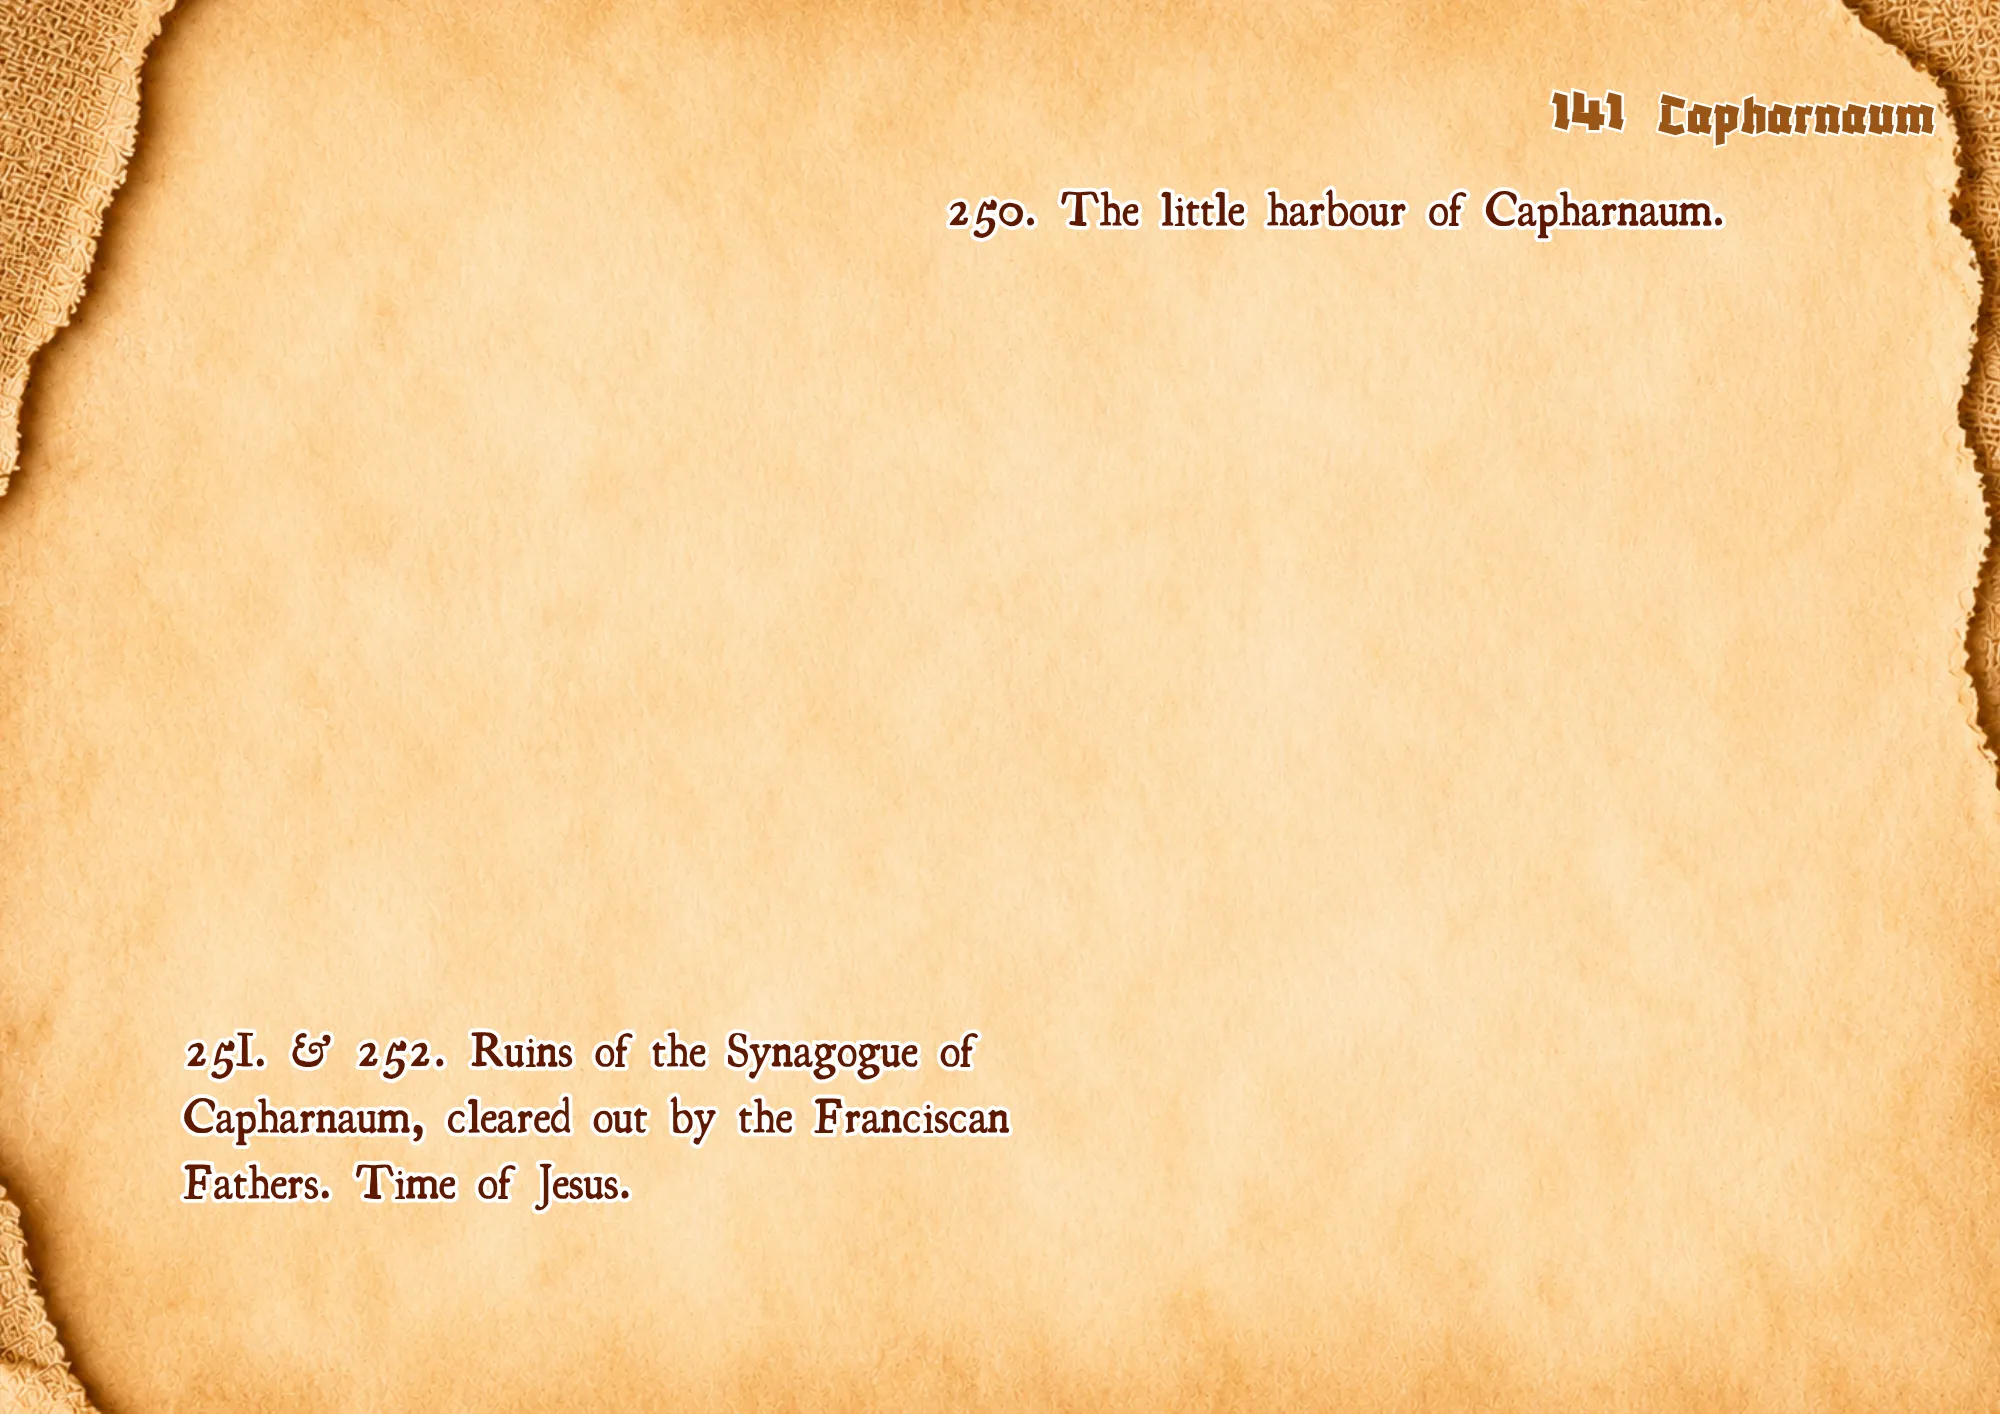 141 Capharnaum
250. The little harbour of Capharnaum.
251. & 252. Ruins of the Synagogue of
Capharnaum, cleared out by the Franciscan
Fathers. Time of Jesus.